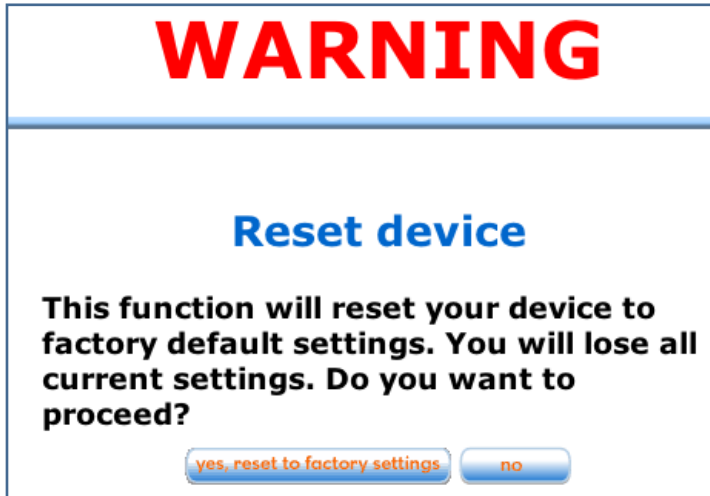 WARNING
Reset device
This function will reset your device to
factory default settings. You will lose all
current settings. Do you want to
proceed?
yes, reset to factory settings no